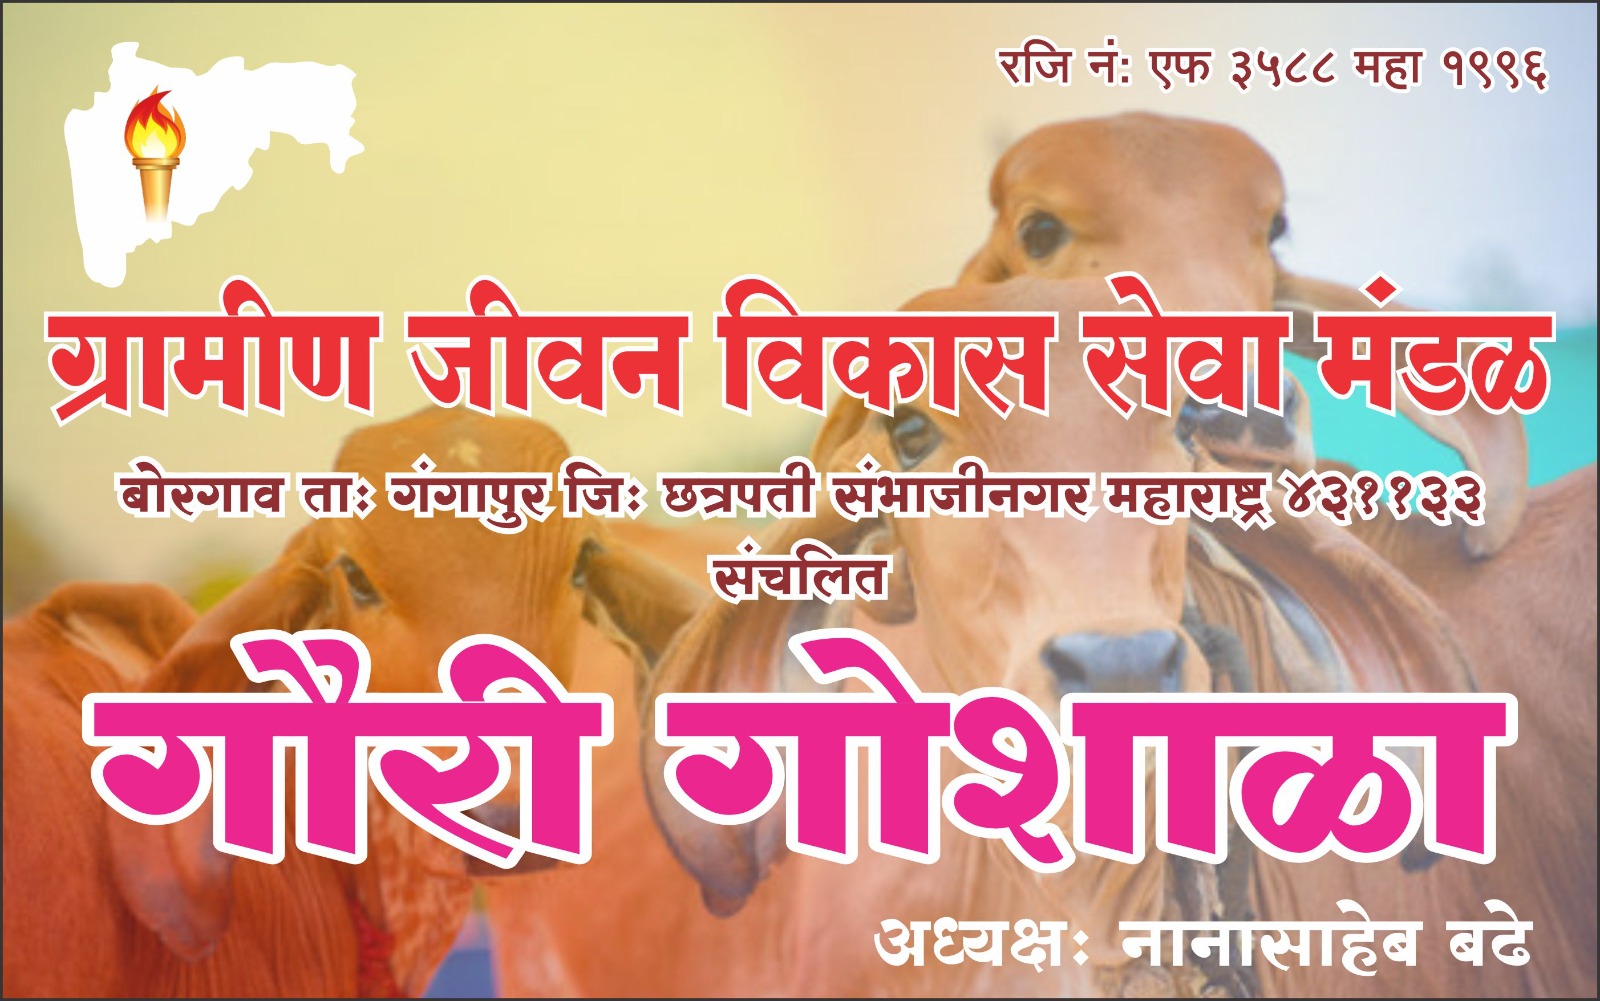 रजि नं: एफ ३५८८ महा १९९६
ग्रामीण जीवन विकास सेवा मंडळ
बोरगाव ताः गंगापुर जिः छत्रपती संभाजीनगर महाराष्ट्र ४३११३३
संचलित
गौरी गोशाळा
अध्यक्षः नानासाहेब बढे